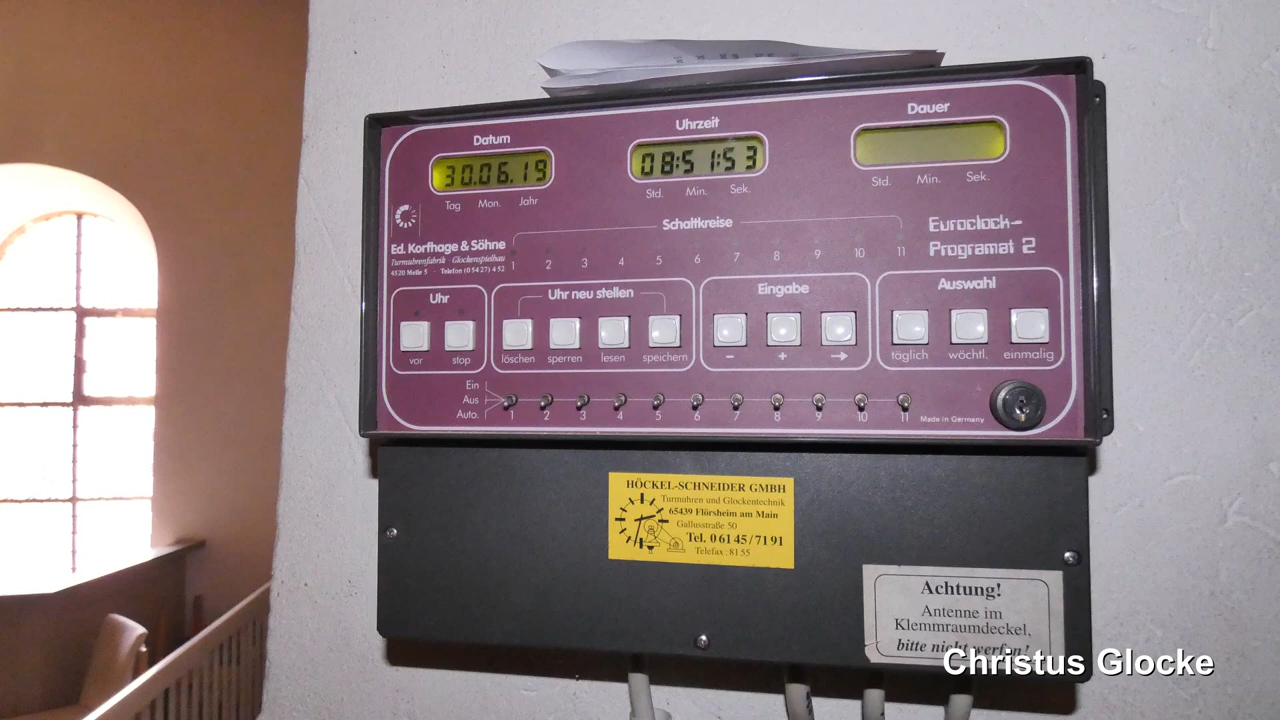 Datum
30.06.19
Tag Mon. Jahr
Uhrzeit
08:51:53
Std. Min. Sek.
Dauer
Std. Min. Sek.
Ed. Korfhage & Söhne
Turmuhrenfabrik · Glockenspielbau
4520 Melle 5 · Telefon (0 54 27) 4 52
Schaltkreise
1 2 3 4 5 6 7 8 9 10 11
Euroclock-
Programat 2
Uhr
vor stop
Uhr neu stellen
löschen sperren lesen speichern
Eingabe
- + →
Auswahl
täglich wöchtl. einmalig
Ein
Aus
Auto.
1 2 3 4 5 6 7 8 9 10 11
Made in Germany
HÖCKEL-SCHNEIDER GMBH
Turmuhren und Glockentechnik
65439 Flörsheim am Main
Gallusstraße 50
Tel. 0 61 45 / 71 91
Telefax : 81 55
Achtung!
Antenne im
Klemmraumdeckel,
bitte nicht werfen!
Christus Glocke